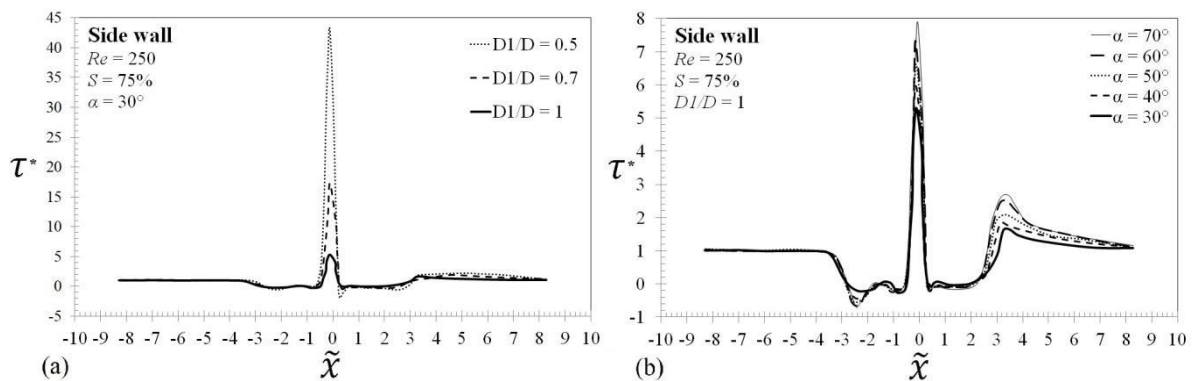 Side wall
Re = 250
S = 75%
α = 30°
D1/D = 0.5
D1/D = 0.7
D1/D = 1
τ*
45
40
35
30
25
20
15
10
5
0
-5
-10 -9 -8 -7 -6 -5 -4 -3 -2 -1 0 1 2 3 4 5 6 7 8 9 10
(a)
x̃
Side wall
Re = 250
S = 75%
D1/D = 1
α = 70°
α = 60°
α = 50°
α = 40°
α = 30°
τ*
8
7
6
5
4
3
2
1
0
-1
-10 -9 -8 -7 -6 -5 -4 -3 -2 -1 0 1 2 3 4 5 6 7 8 9 10
(b)
x̃